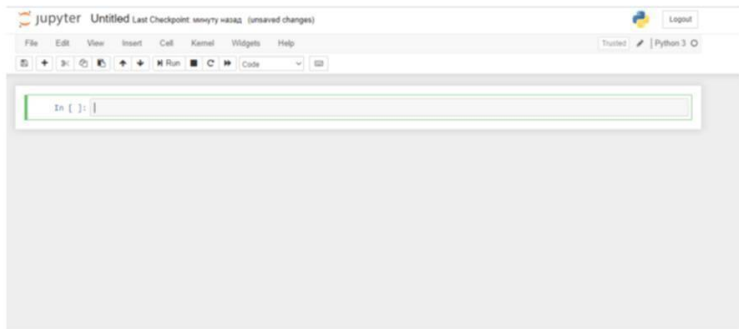 jupyter Untitled Last Checkpoint: минуту назад (unsaved changes) Logout
File Edit View Insert Cell Kernel Widgets Help Trusted Python 3
Run Code
In [ ]: